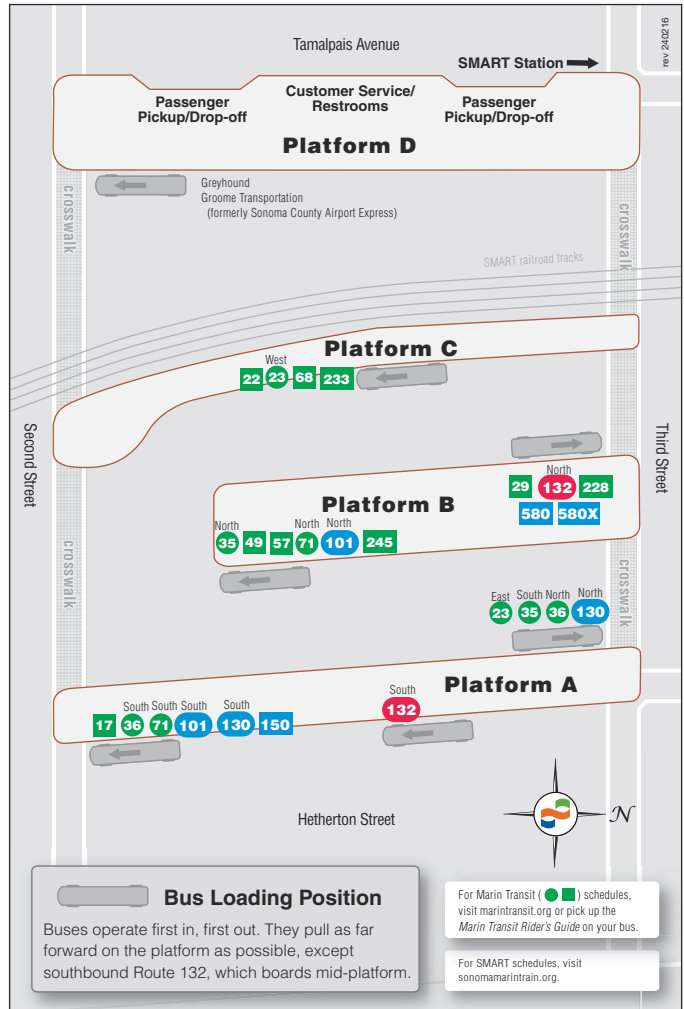 rev 240216
Tamalpais Avenue
SMART Station
Passenger
Pickup/Drop-off
Customer Service/
Restrooms
Passenger
Pickup/Drop-off
Platform D
crosswalk
Greyhound
Groome Transportation
(formerly Sonoma County Airport Express)
crosswalk
SMART railroad tracks
Platform C
West
22 23 68 233
Second Street
Third Street
North
29 132 228
580 580X
Platform B
North North North
35 49 57 71 101 245
crosswalk
crosswalk
East South North North
23 35 36 130
Platform A
South
132
South South South South
17 36 71 101 130 150
Hetherton Street
N
Bus Loading Position
Buses operate first in, first out. They pull as far
forward on the platform as possible, except
southbound Route 132, which boards mid-platform.
For Marin Transit ( ) schedules,
visit marintransit.org or pick up the
Marin Transit Rider's Guide on your bus.
For SMART schedules, visit
sonomamarintrain.org.